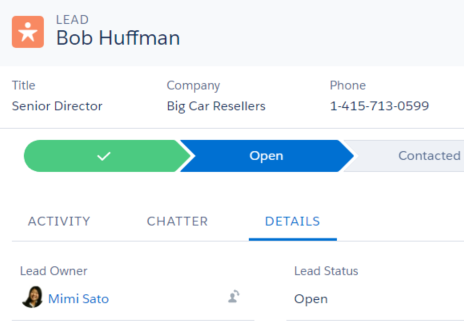 LEAD
Bob Huffman
Title Company Phone
Senior Director Big Car Resellers 1-415-713-0599
Open Contacted
ACTIVITY CHATTER DETAILS
Lead Owner Lead Status
Mimi Sato Open